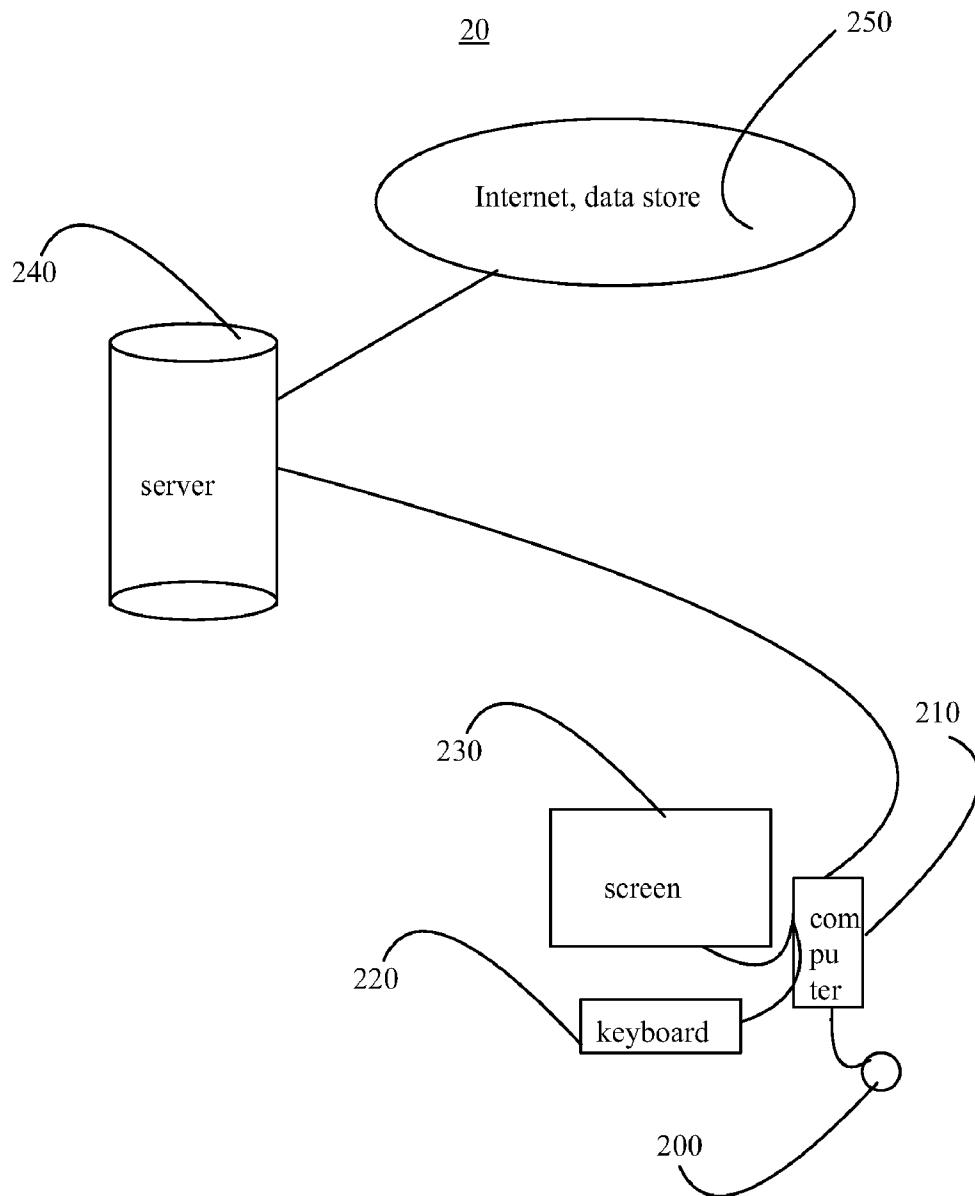 20
250
Internet, data store
240
server
210
230
screen
com
pu
ter
220
keyboard
200